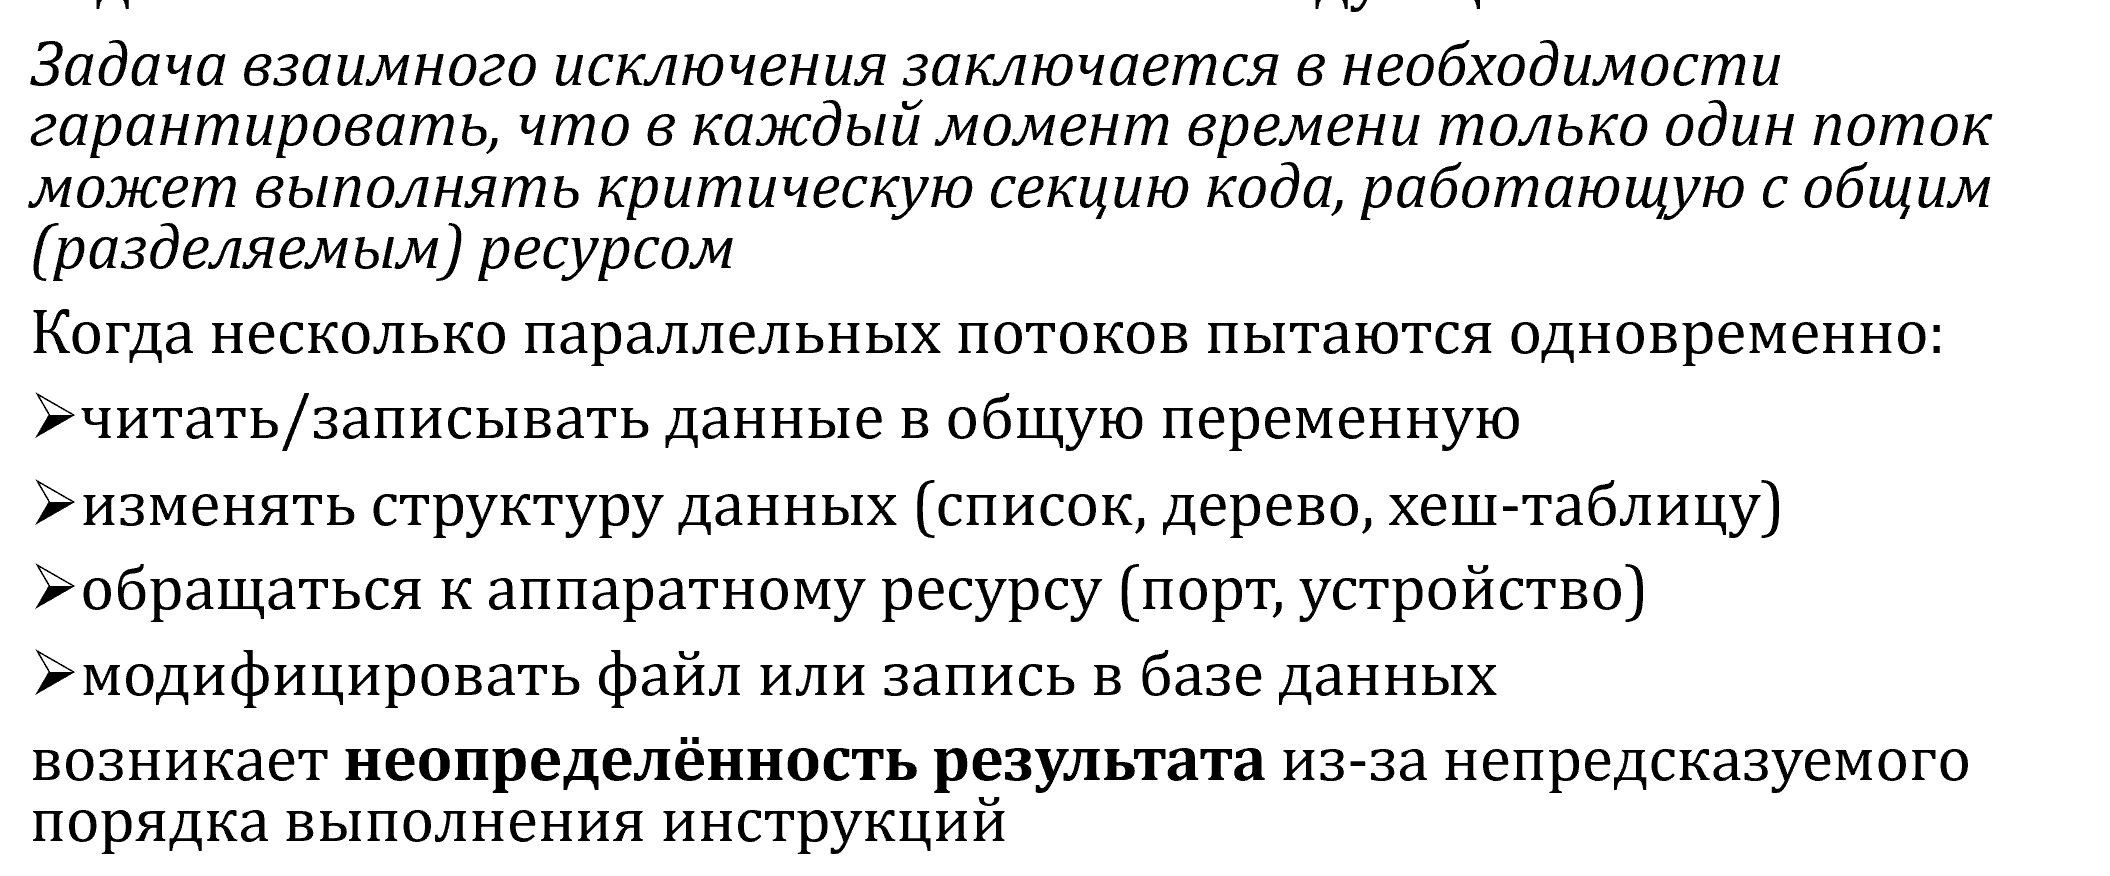 Задача взаимного исключения заключается в необходимости
гарантировать, что в каждый момент времени только один поток
может выполнять критическую секцию кода, работающую с общим
(разделяемым) ресурсом
Когда несколько параллельных потоков пытаются одновременно:
➢читать/записывать данные в общую переменную
➢изменять структуру данных (список, дерево, хеш-таблицу)
➢обращаться к аппаратному ресурсу (порт, устройство)
➢модифицировать файл или запись в базе данных
возникает неопределённость результата из-за непредсказуемого
порядка выполнения инструкций